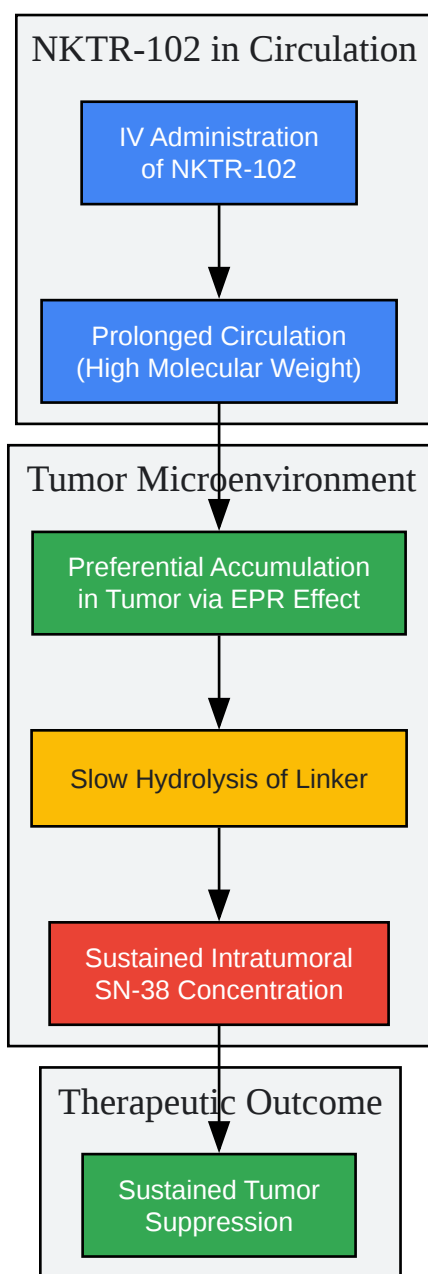 NKTR-102 in Circulation
IV Administration
of NKTR-102
Prolonged Circulation
(High Molecular Weight)
Tumor Microenvironment
Preferential Accumulation
in Tumor via EPR Effect
Slow Hydrolysis of Linker
Sustained Intratumoral
SN-38 Concentration
Therapeutic Outcome
Sustained Tumor
Suppression